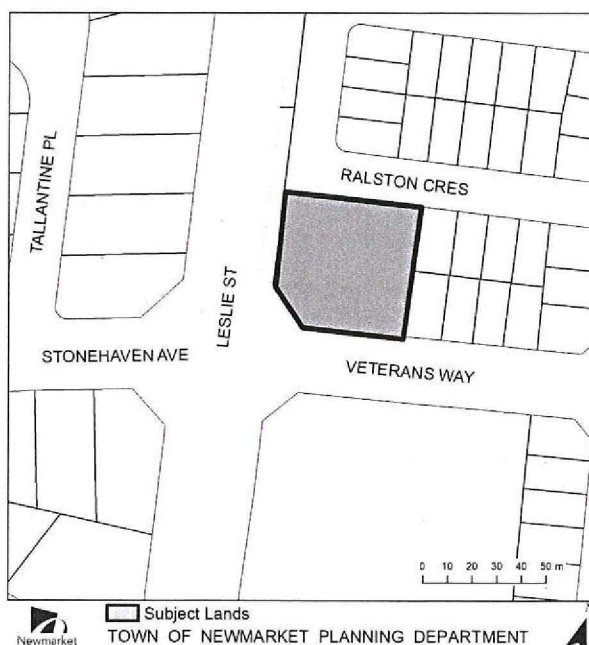 TALLANTINE PL
RALSTON CRES
LESLIE ST
STONEHAVEN AVE
VETERANS WAY
0 10 20 30 40 50 m
Subject Lands
Newmarket
TOWN OF NEWMARKET PLANNING DEPARTMENT